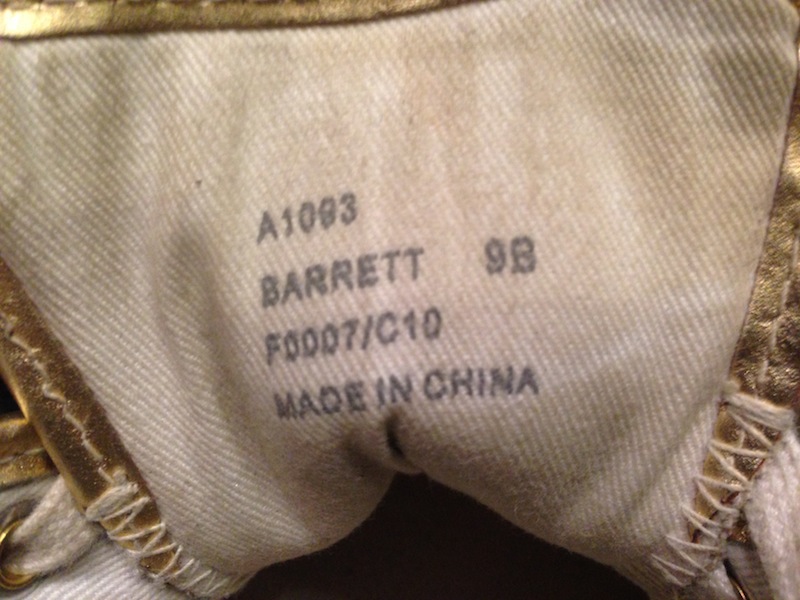 A1093
BARRETT 9B
F0007/C10
MADE IN CHINA